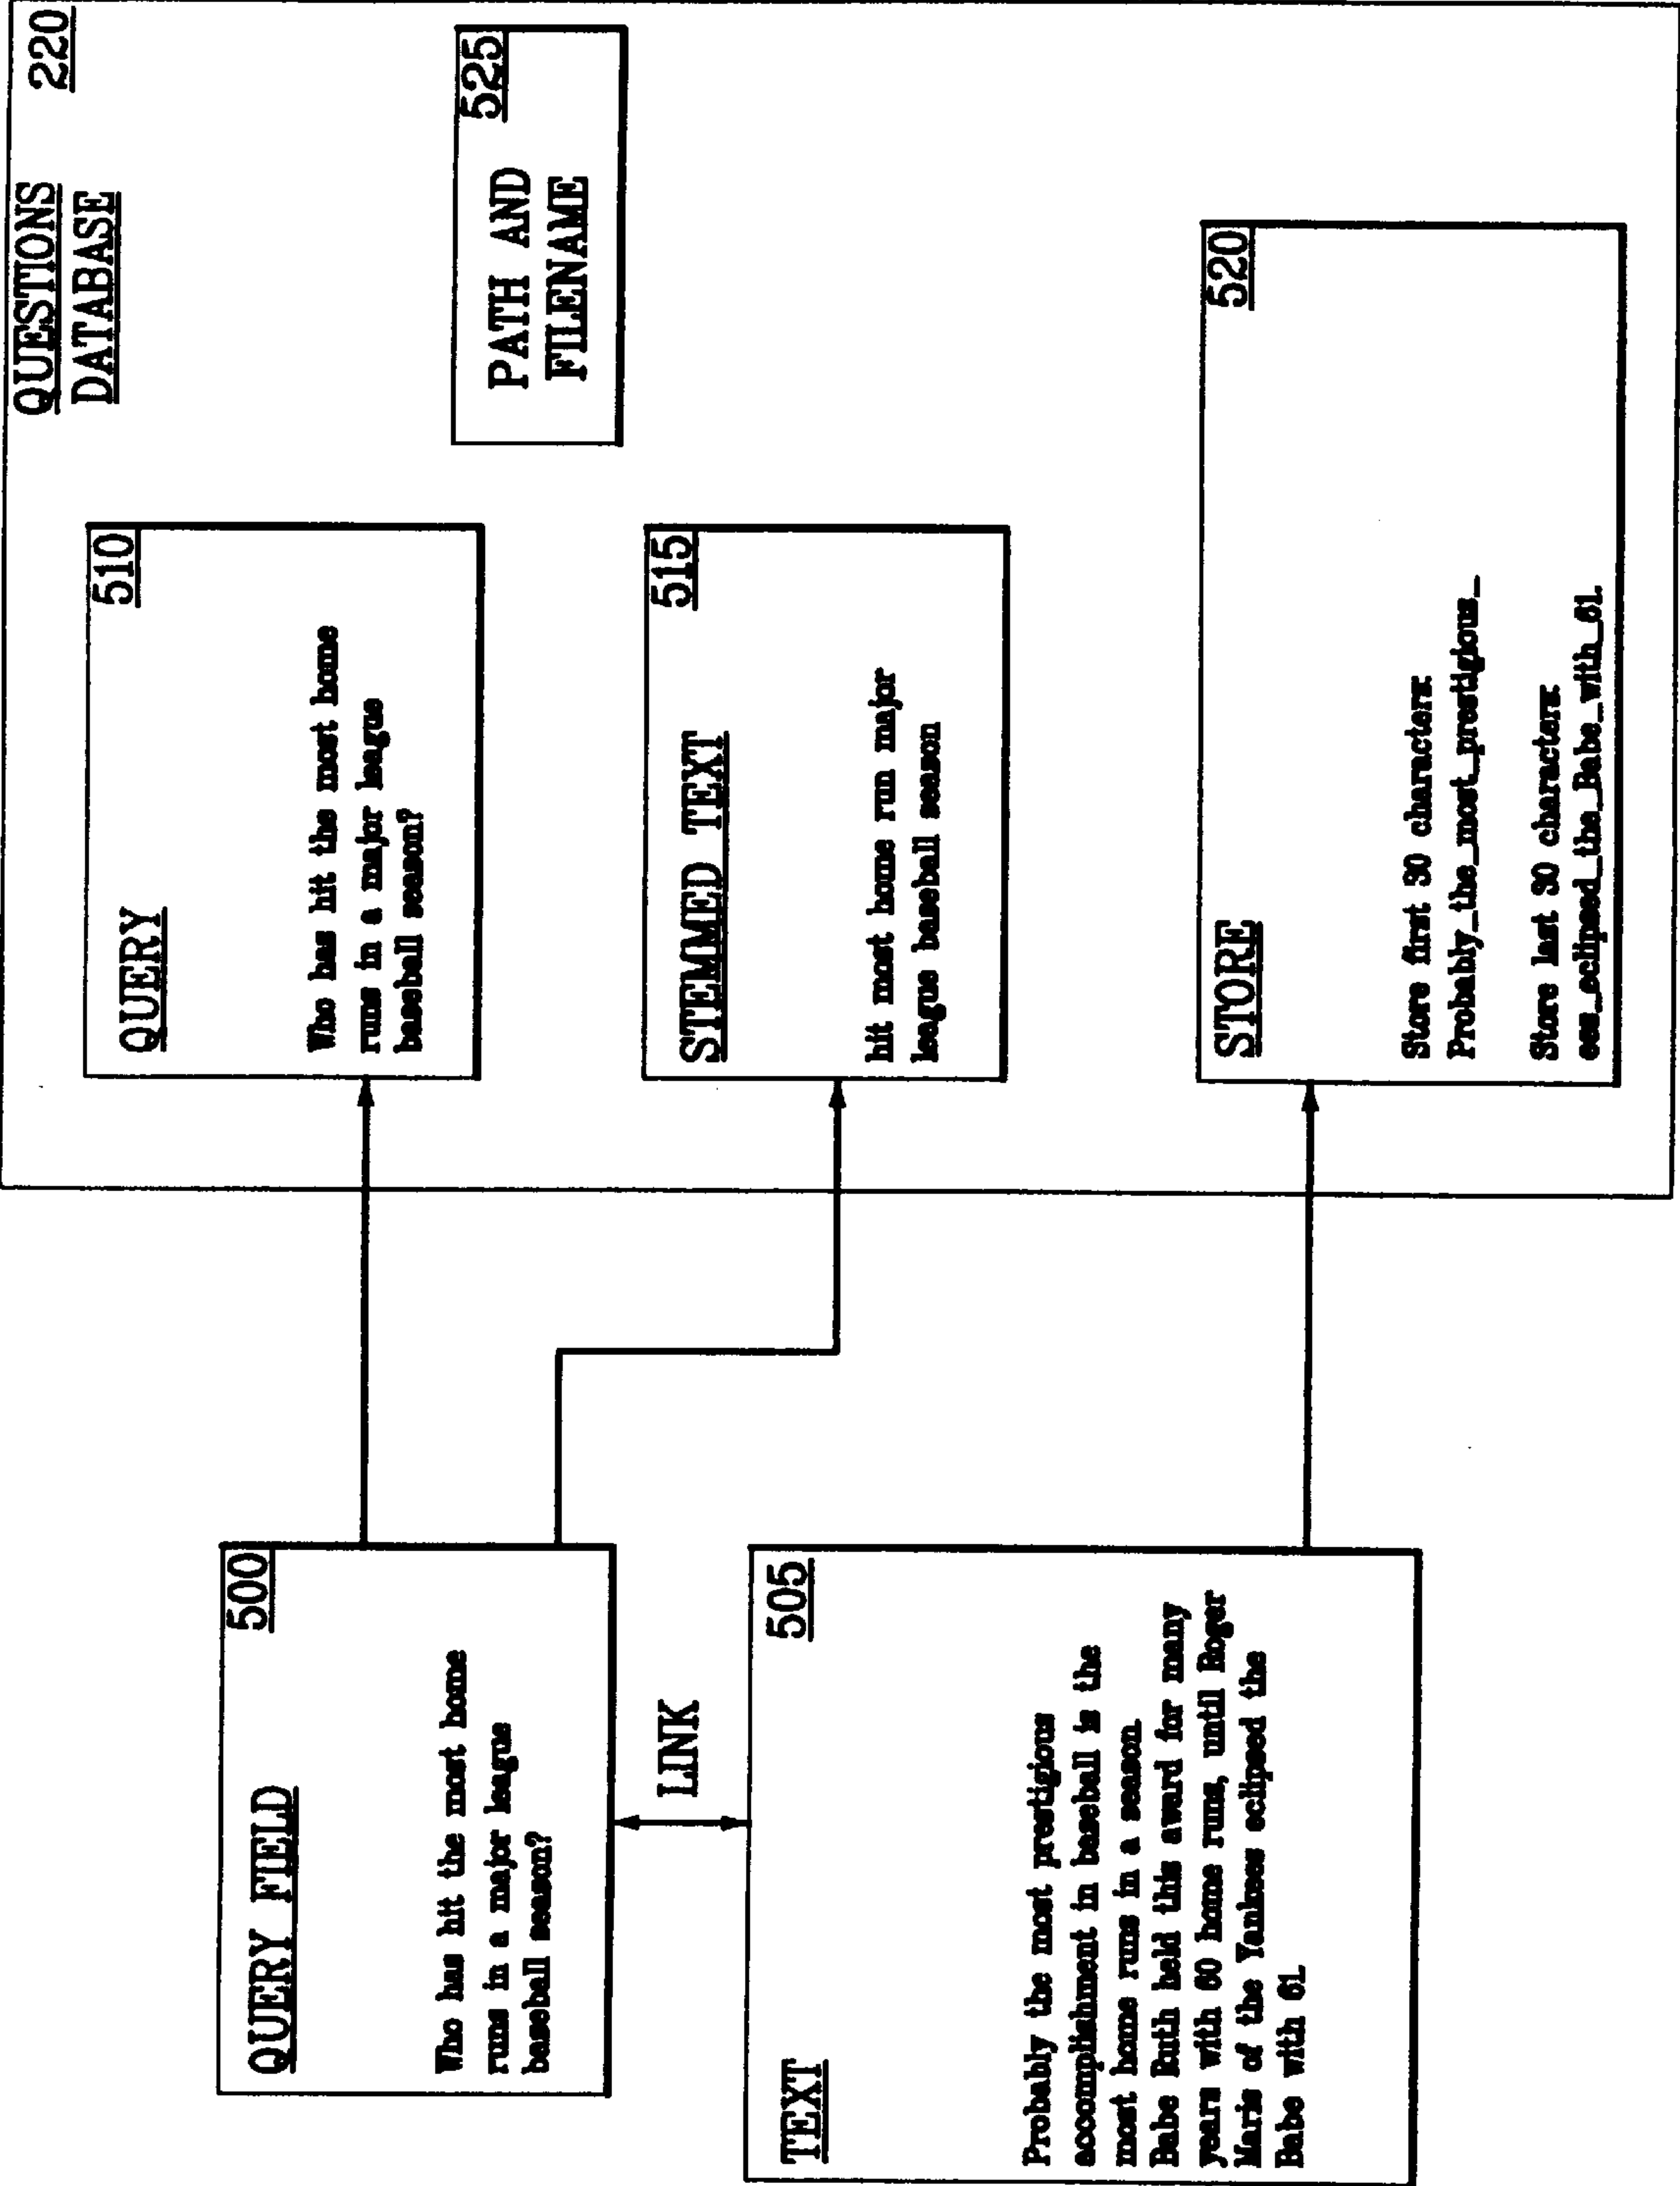 QUERY FIELD
500
Who has hit the most home
runs in a major league
baseball season?
LINK
TEXT
505
Probably the most prestigious
accomplishment in baseball is the
most home runs in a season.
Babe Ruth held this award for many
years with 60 home runs, until Roger
Maris of the Yankees eclipsed the
Babe with 61.
QUESTIONS
DATABASE
220
QUERY
510
Who has hit the most home
runs in a major league
baseball season?
PATH AND
FILENAME
525
STEMMED TEXT
515
hit most home run major
league baseball season
STORE
520
Store first 30 characters:
Probably_the_most_prestigious_
Store last 30 characters:
ees_eclipsed_the_Babe_with_61.